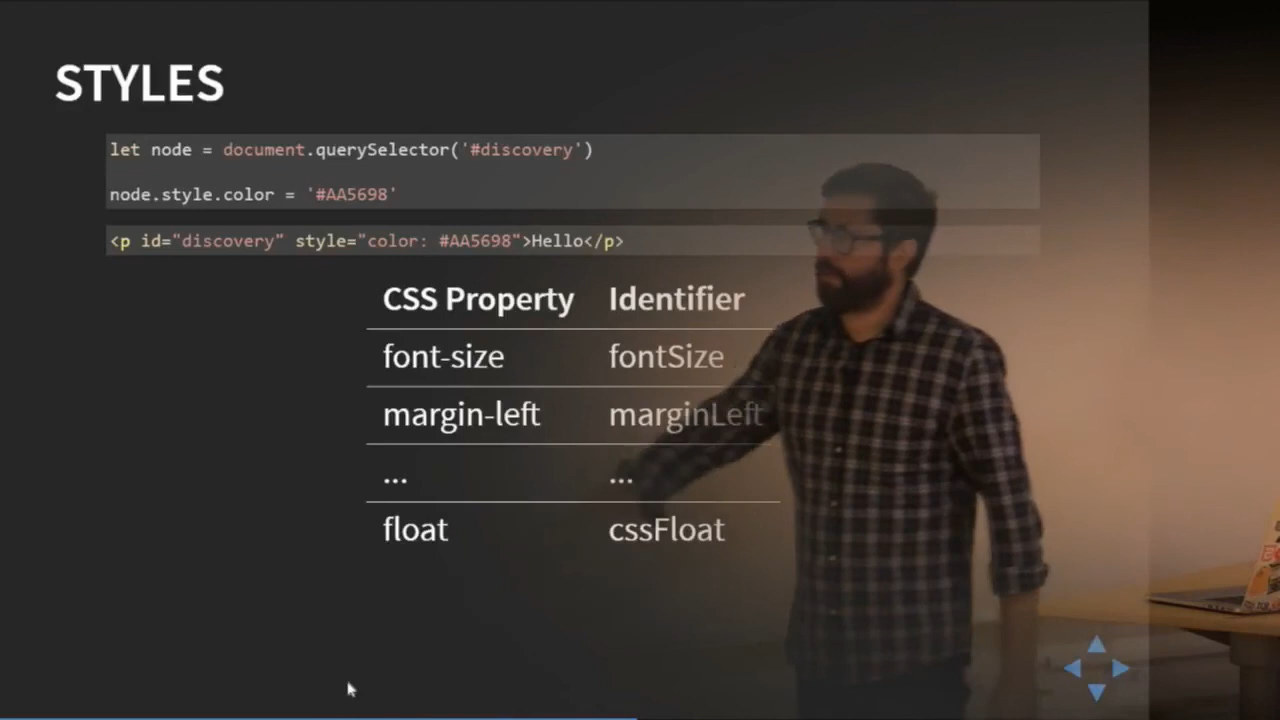 STYLES
let node = document.querySelector('#discovery')
node.style.color = '#AA5698'
<p id="discovery" style="color: #AA5698">Hello</p>
CSS Property Identifier
font-size fontSize
margin-left marginLeft
... ...
float cssFloat